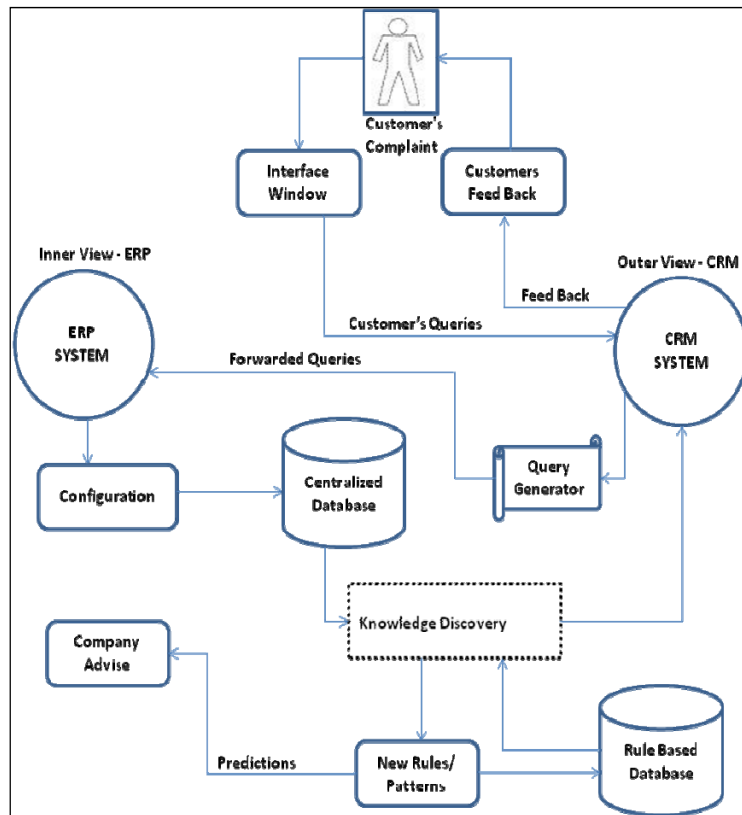 Customer's
Complaint
Interface
Window
Customers
Feed Back
Inner View - ERP
Outer View - CRM
Feed Back
ERP
SYSTEM
Customer's Queries
CRM
SYSTEM
Forwarded Queries
Configuration
Centralized
Database
Query
Generator
Knowledge Discovery
Company
Advise
Predictions
New Rules/
Patterns
Rule Based
Database